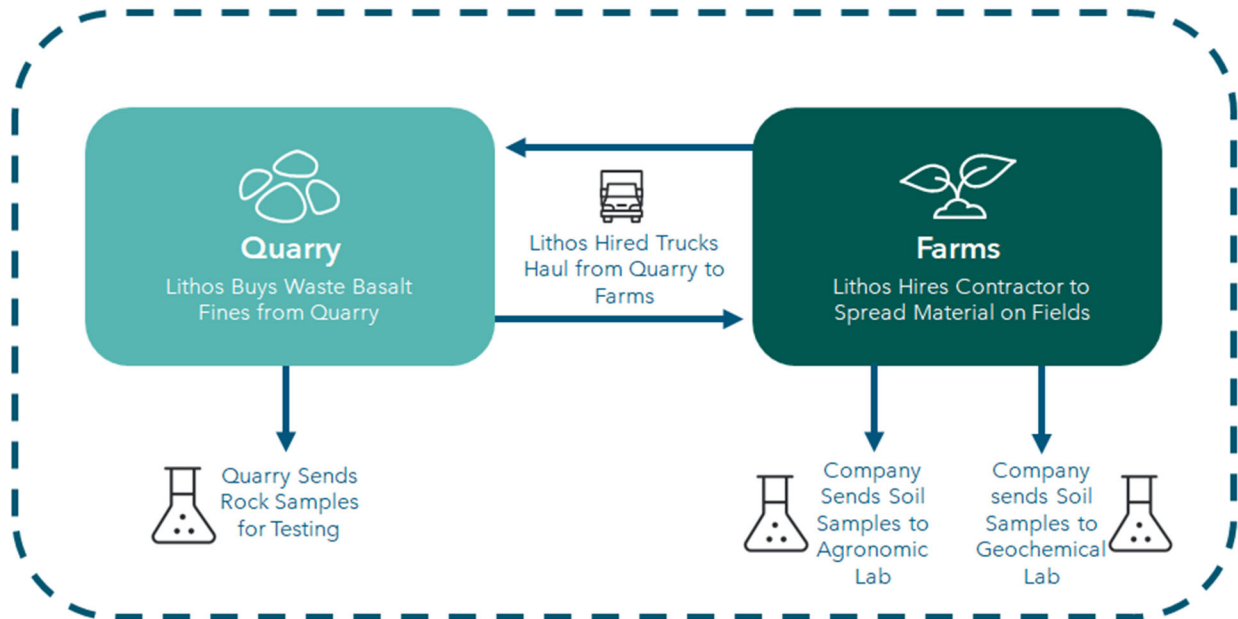 Quarry
Lithos Buys Waste Basalt
Fines from Quarry
Lithos Hired Trucks
Haul from Quarry to
Farms
Farms
Lithos Hires Contractor to
Spread Material on Fields
Quarry Sends
Rock Samples
for Testing
Company
Sends Soil
Samples to
Agronomic
Lab
Company
sends Soil
Samples to
Geochemical
Lab